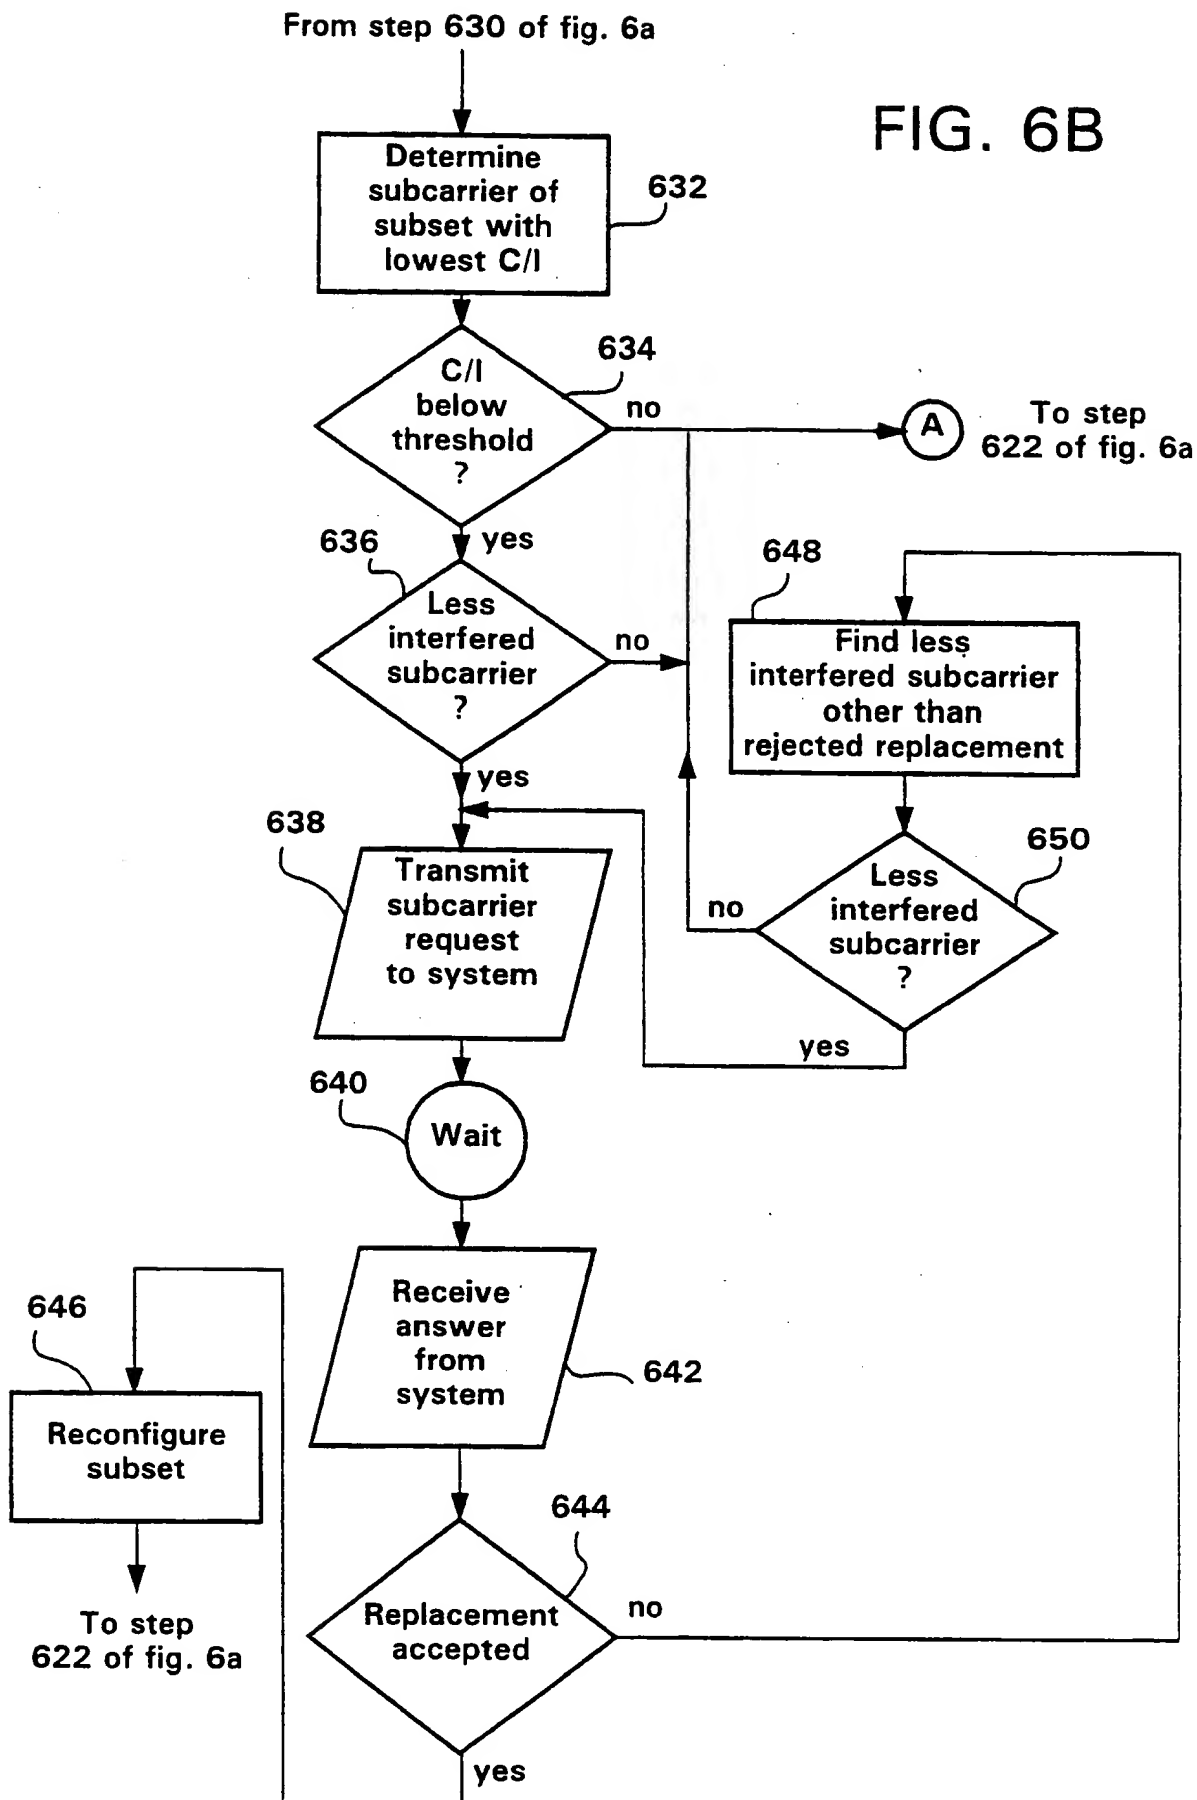 From step 630 of fig. 6a
FIG. 6B
Determine
subcarrier of
subset with
lowest C/I
632
C/I
below
threshold
?
634
no
A
To step
622 of fig. 6a
yes
636
Less
interfered
subcarrier
?
no
648
Find less
interfered subcarrier
other than
rejected replacement
yes
638
Transmit
subcarrier
request
to system
650
Less
interfered
subcarrier
?
no
yes
640
Wait
Receive
answer
from
system
642
646
Reconfigure
subset
To step
622 of fig. 6a
644
Replacement
accepted
no
yes